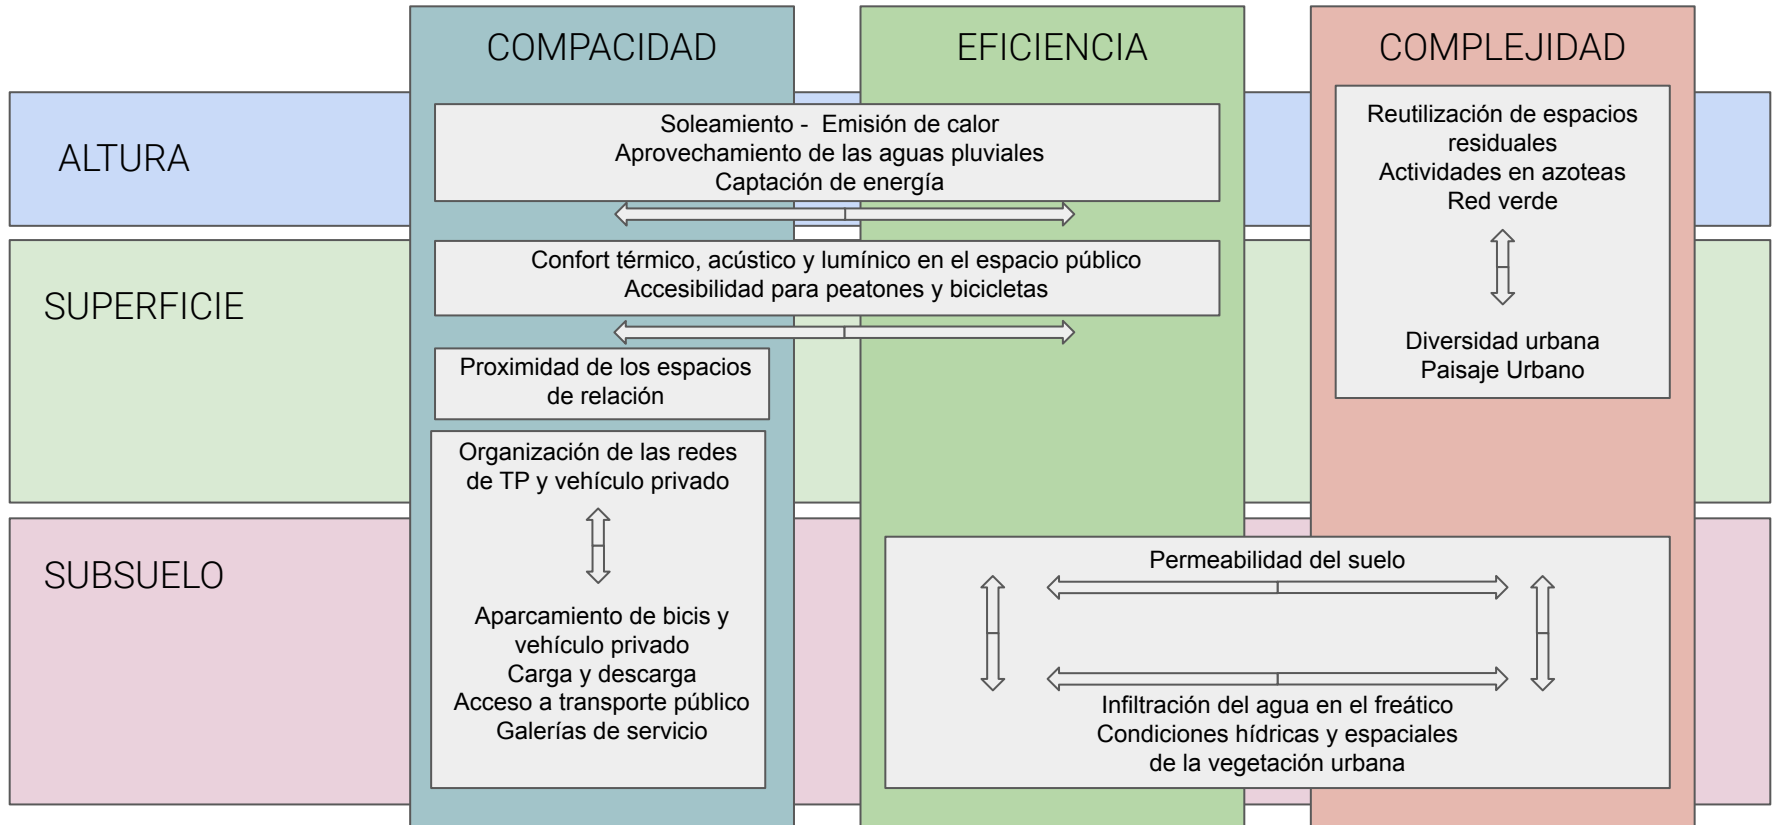 COMPACIDAD
EFICIENCIA
COMPLEJIDAD
ALTURA
Soleamiento -  Emisión de calor
Aprovechamiento de las aguas pluviales
Captación de energía
Reutilización de espacios
residuales
Actividades en azoteas
Red verde
Diversidad urbana
Paisaje Urbano
SUPERFICIE
Confort térmico, acústico y lumínico en el espacio público
Accesibilidad para peatones y bicicletas
Proximidad de los espacios
de relación
Organización de las redes
de TP y vehículo privado
Aparcamiento de bicis y
vehículo privado
Carga y descarga
Acceso a transporte público
Galerías de servicio
SUBSUELO
Permeabilidad del suelo
Infiltración del agua en el freático
Condiciones hídricas y espaciales
de la vegetación urbana